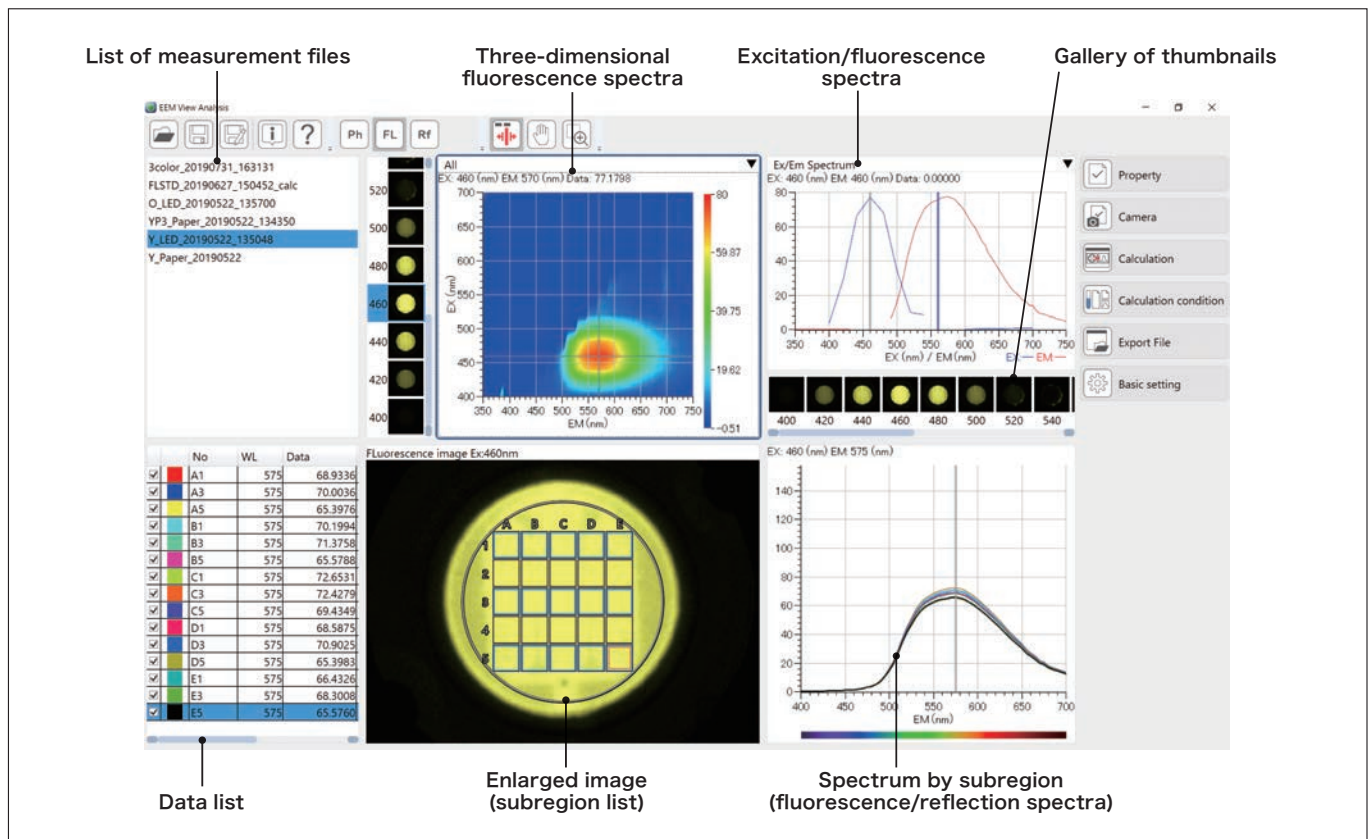 List of measurement files
Three-dimensional
fluorescence spectra
Excitation/fluorescence
spectra
Gallery of thumbnails
EEM View Analysis
Ph
FL
Rf
3color_20190731_163131
FLSTD_20190627_150452_calc
O_LED_20190522_135700
YP3_Paper_20190522_134350
Y_LED_20190522_135048
Y_Paper_20190522
520
500
480
460
440
420
400
All
EX: 460 (nm) EM: 570 (nm) Data: 77.1798
700
650
600
550
500
450
400
EX (nm)
350 400 450 500 550 600 650 700 750
EM (nm)
80
59.87
39.75
19.62
-0.51
Ex/Em Spectrum
EX: 460 (nm) EM: 460 (nm) Data: 0.00000
80
60
40
20
0
350 400 450 500 550 600 650 700 750
EX (nm) / EM (nm)
EX EM
400 420 440 460 480 500 520 540
Property
Camera
Calculation
Calculation condition
Export File
Basic setting
No WL Data
A1 575 68.9336
A3 575 70.0036
A5 575 65.3976
B1 575 70.1994
B3 575 71.3758
B5 575 65.5788
C1 575 72.6531
C3 575 72.4279
C5 575 69.4349
D1 575 68.5875
D3 575 70.9025
D5 575 65.3983
E1 575 66.4326
E3 575 68.3008
E5 575 65.5760
FLuorescence image Ex:460nm
A B C D E
1
2
3
4
5
EX: 460 (nm) EM: 575 (nm)
140
120
100
80
60
40
20
0
400 450 500 550 600 650 700
EM (nm)
Data list
Enlarged image
(subregion list)
Spectrum by subregion
(fluorescence/reflection spectra)